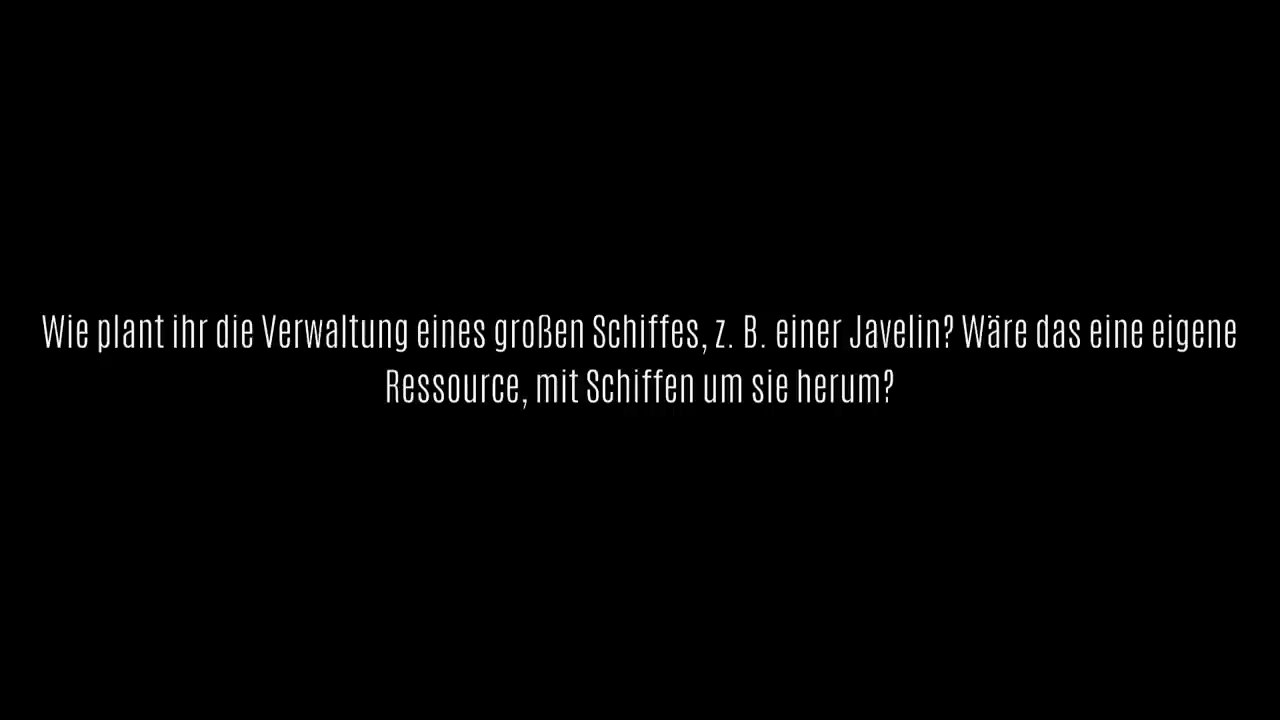 Wie plant ihr die Verwaltung eines großen Schiffes, z. B. einer Javelin? Wäre das eine eigene
Ressource, mit Schiffen um sie herum?